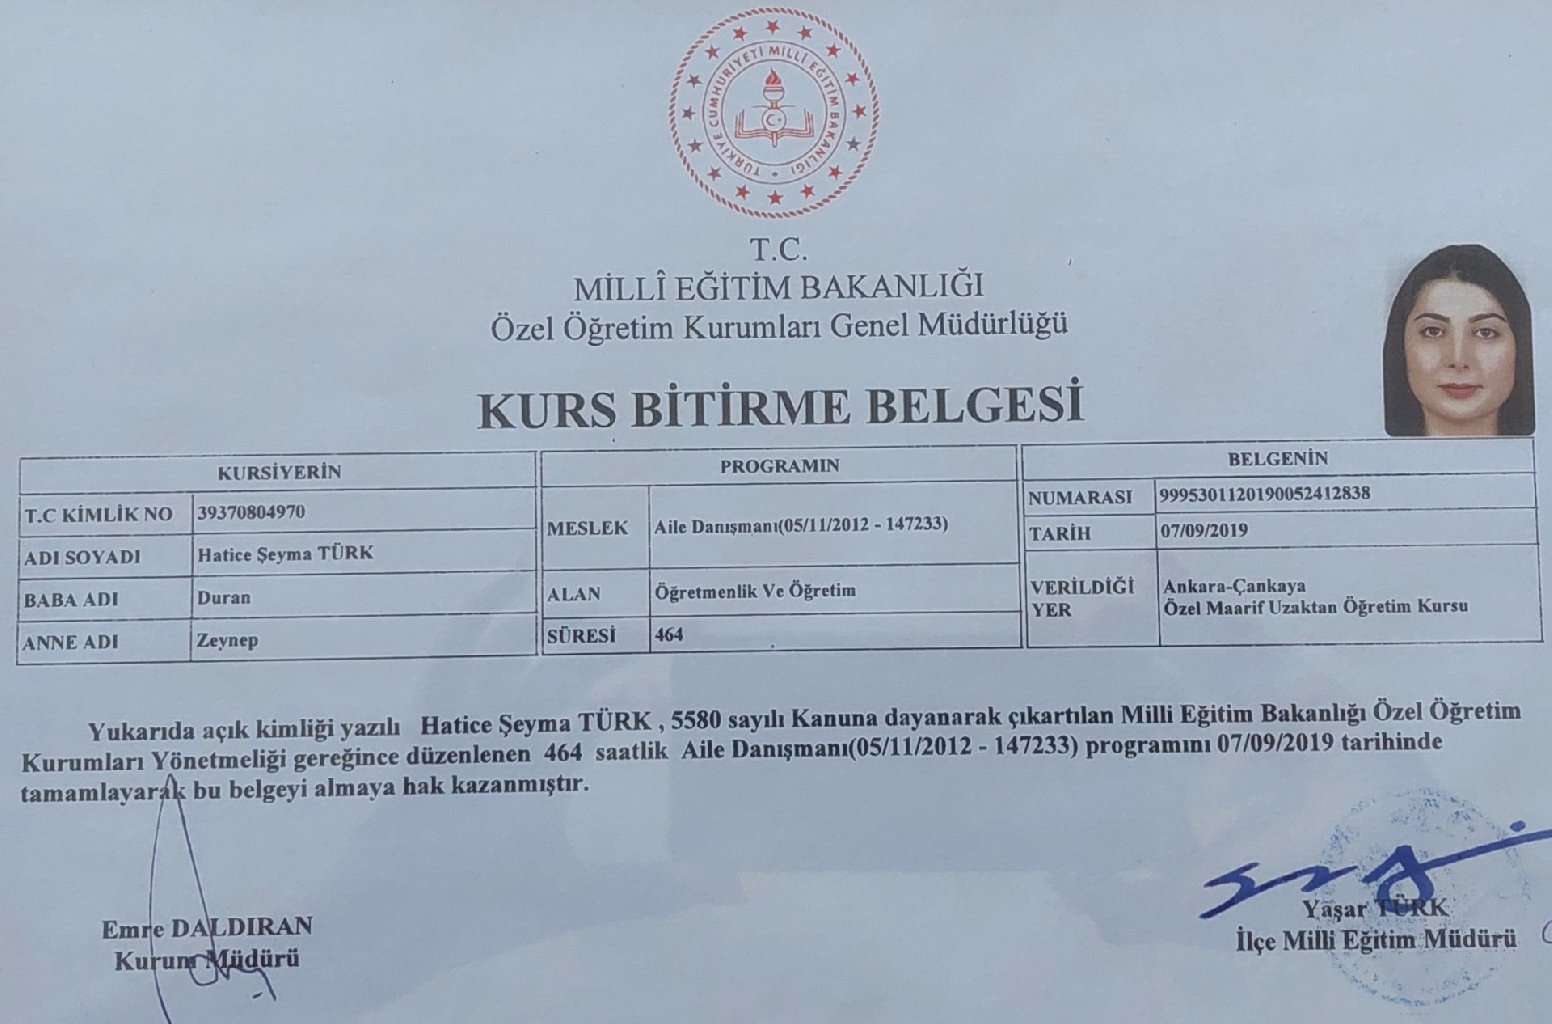 TÜRKİYE CUMHURİYETİ MİLLÎ EĞİTİM BAKANLIĞI
T.C.
MİLLÎ EĞİTİM BAKANLIĞI
Özel Öğretim Kurumları Genel Müdürlüğü
KURS BİTİRME BELGESİ
KURSİYERİN
T.C KİMLİK NO 39370804970
ADI SOYADI Hatice Şeyma TÜRK
BABA ADI Duran
ANNE ADI Zeynep
PROGRAMIN
MESLEK Aile Danışmanı(05/11/2012 - 147233)
ALAN Öğretmenlik Ve Öğretim
SÜRESİ 464
BELGENİN
NUMARASI 9995301120190052412838
TARİH 07/09/2019
VERİLDİĞİ Ankara-Çankaya
YER Özel Maarif Uzaktan Öğretim Kursu
Yukarıda açık kimliği yazılı Hatice Şeyma TÜRK , 5580 sayılı Kanuna dayanarak çıkartılan Milli Eğitim Bakanlığı Özel Öğretim
Kurumları Yönetmeliği gereğince düzenlenen 464 saatlik Aile Danışmanı(05/11/2012 - 147233) programını 07/09/2019 tarihinde
tamamlayarak bu belgeyi almaya hak kazanmıştır.
Emre DALDIRAN
Kurum Müdürü
Yaşar TÜRK
İlçe Milli Eğitim Müdürü